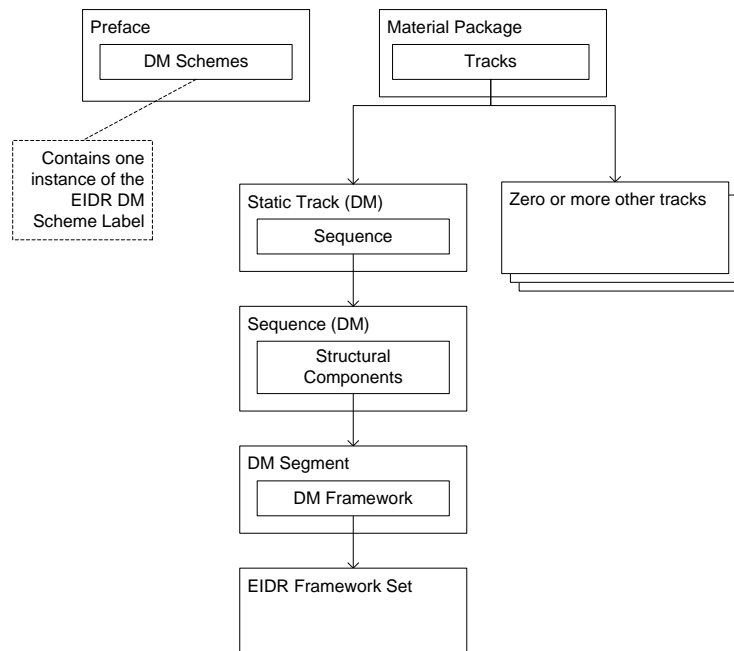 Preface
DM Schemes
Material Package
Tracks
Contains one
instance of the
EIDR DM
Scheme Label
Static Track (DM)
Sequence
Zero or more other tracks
Sequence (DM)
Structural
Components
DM Segment
DM Framework
EIDR Framework Set